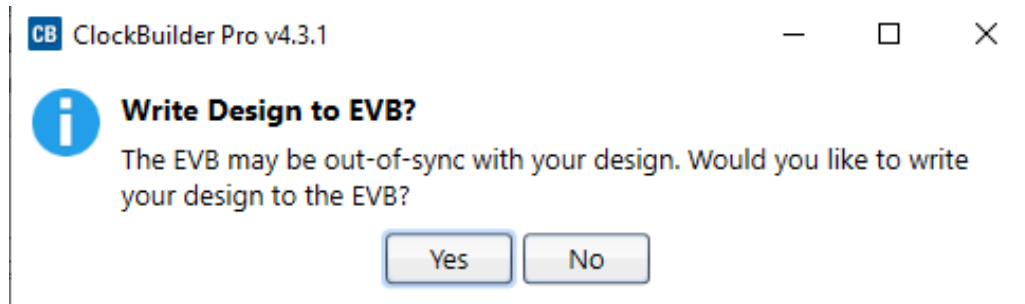 CB ClockBuilder Pro v4.3.1
Write Design to EVB?
The EVB may be out-of-sync with your design. Would you like to write
your design to the EVB?
Yes No